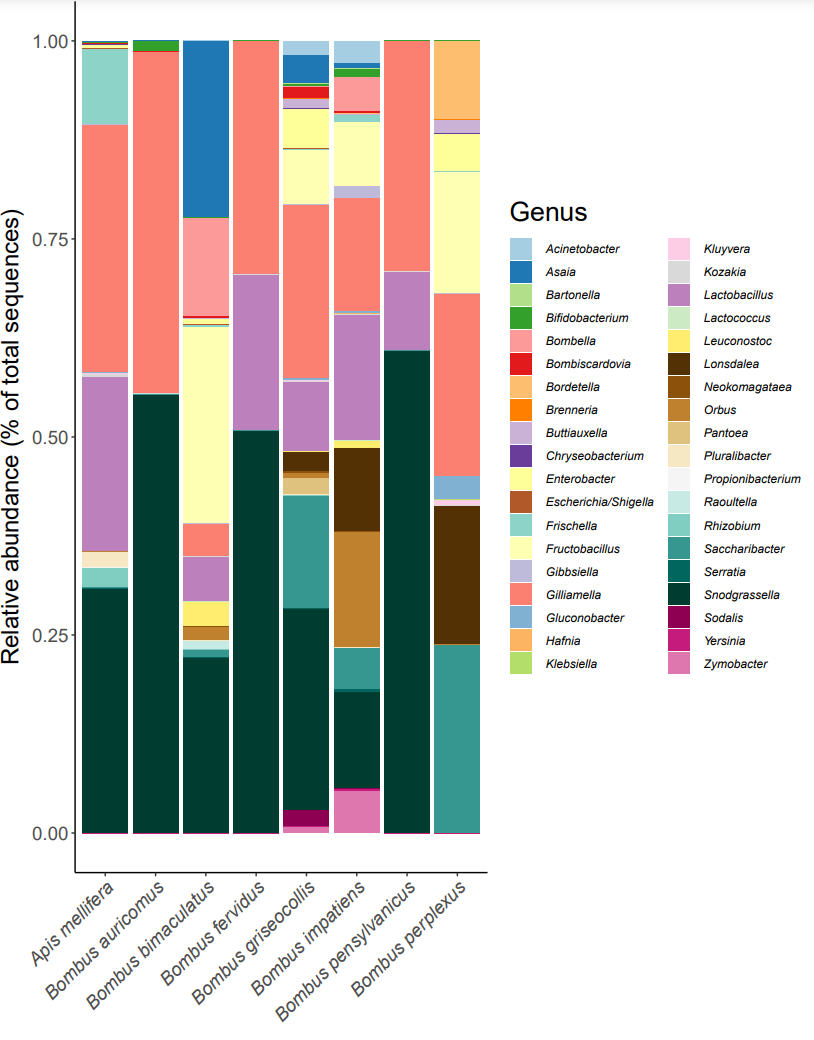 Relative abundance (% of total sequences)
1.00
0.75
0.50
0.25
0.00
Apis mellifera
Bombus auricomus
Bombus bimaculatus
Bombus fervidus
Bombus griseocollis
Bombus impatiens
Bombus pensylvanicus
Bombus perplexus
Genus
Acinetobacter
Asaia
Bartonella
Bifidobacterium
Bombella
Bombiscardovia
Bordetella
Brenneria
Buttiauxella
Chryseobacterium
Enterobacter
Escherichia/Shigella
Frischella
Fructobacillus
Gibbsiella
Gilliamella
Gluconobacter
Hafnia
Klebsiella
Kluyvera
Kozakia
Lactobacillus
Lactococcus
Leuconostoc
Lonsdalea
Neokomagataea
Orbus
Pantoea
Pluralibacter
Propionibacterium
Raoultella
Rhizobium
Saccharibacter
Serratia
Snodgrassella
Sodalis
Yersinia
Zymobacter